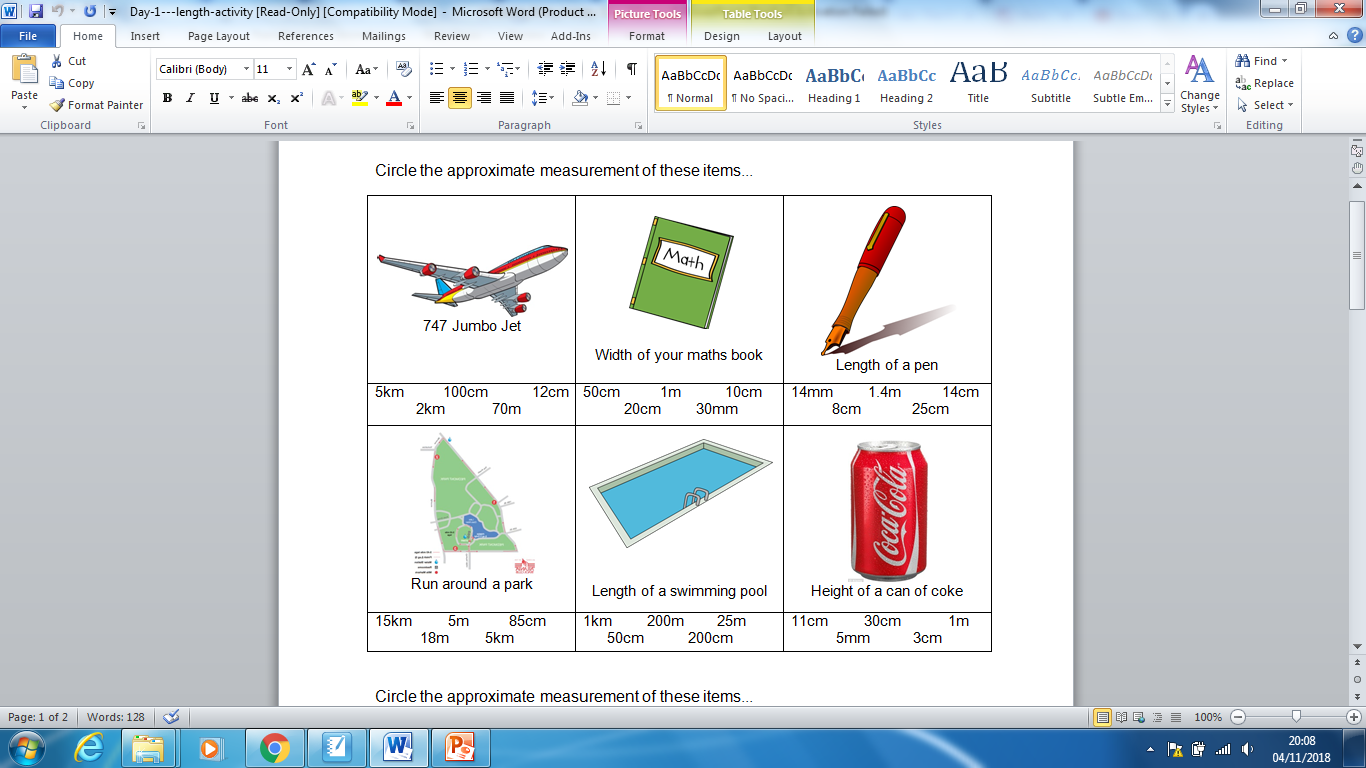 Day-1---length-activity [Read-Only] [Compatibility Mode] - Microsoft Word (Product ...
Picture Tools
Table Tools
File
Home
Insert
Page Layout
References
Mailings
Review
View
Add-Ins
Format
Design
Layout
Paste
Cut
Copy
Format Painter
Clipboard
Calibri (Body)
11
Font
Paragraph
AaBbCcDc
¶ Normal
AaBbCcDc
¶ No Spaci...
AaBbC
Heading 1
AaBbCc
Heading 2
AaB
Title
AaBbCc.
Subtitle
AaBbCcDc
Subtle Em...
Change
Styles
Styles
Find
Replace
Select
Editing
Circle the approximate measurement of these items...
Math
747 Jumbo Jet
Width of your maths book
Length of a pen
5km 100cm 12cm
2km 70m
50cm 1m 10cm
20cm 30mm
14mm 1.4m 14cm
8cm 25cm
Coca-Cola
Run around a park
Length of a swimming pool
Height of a can of coke
15km 5m 85cm
18m 5km
1km 200m 25m
50cm 200cm
11cm 30cm 1m
5mm 3cm
Circle the approximate measurement of these items...
Page: 1 of 2
Words: 128
100%
20:08
04/11/2018